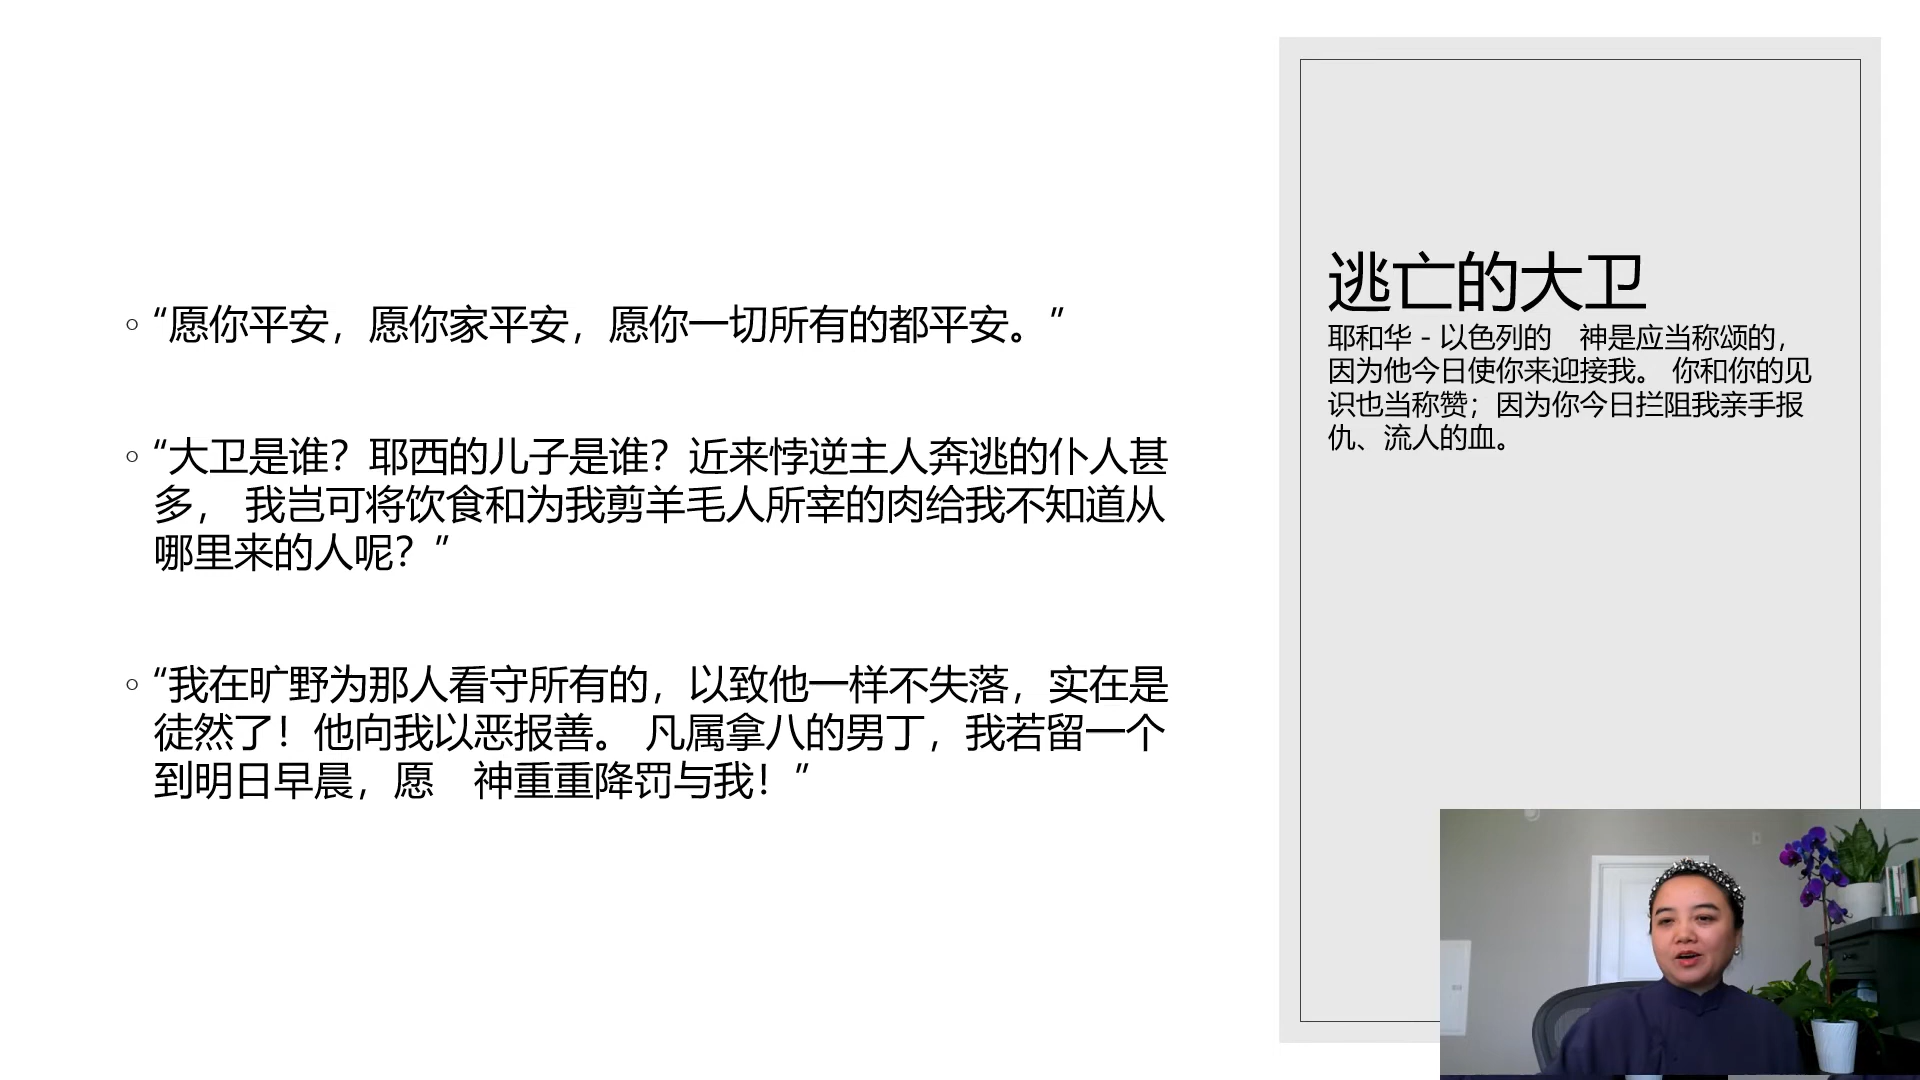 “愿你平安，愿你家平安，愿你一切所有的都平安。”
“大卫是谁？耶西的儿子是谁？近来悖逆主人奔逃的仆人甚
多， 我岂可将饮食和为我剪羊毛人所宰的肉给我不知道从
哪里来的人呢？”
“我在旷野为那人看守所有的，以致他一样不失落，实在是
徒然了！他向我以恶报善。 凡属拿八的男丁，我若留一个
到明日早晨，愿　神重重降罚与我！”
逃亡的大卫
耶和华 - 以色列的　神是应当称颂的，
因为他今日使你来迎接我。 你和你的见
识也当称赞；因为你今日拦阻我亲手报
仇、流人的血。